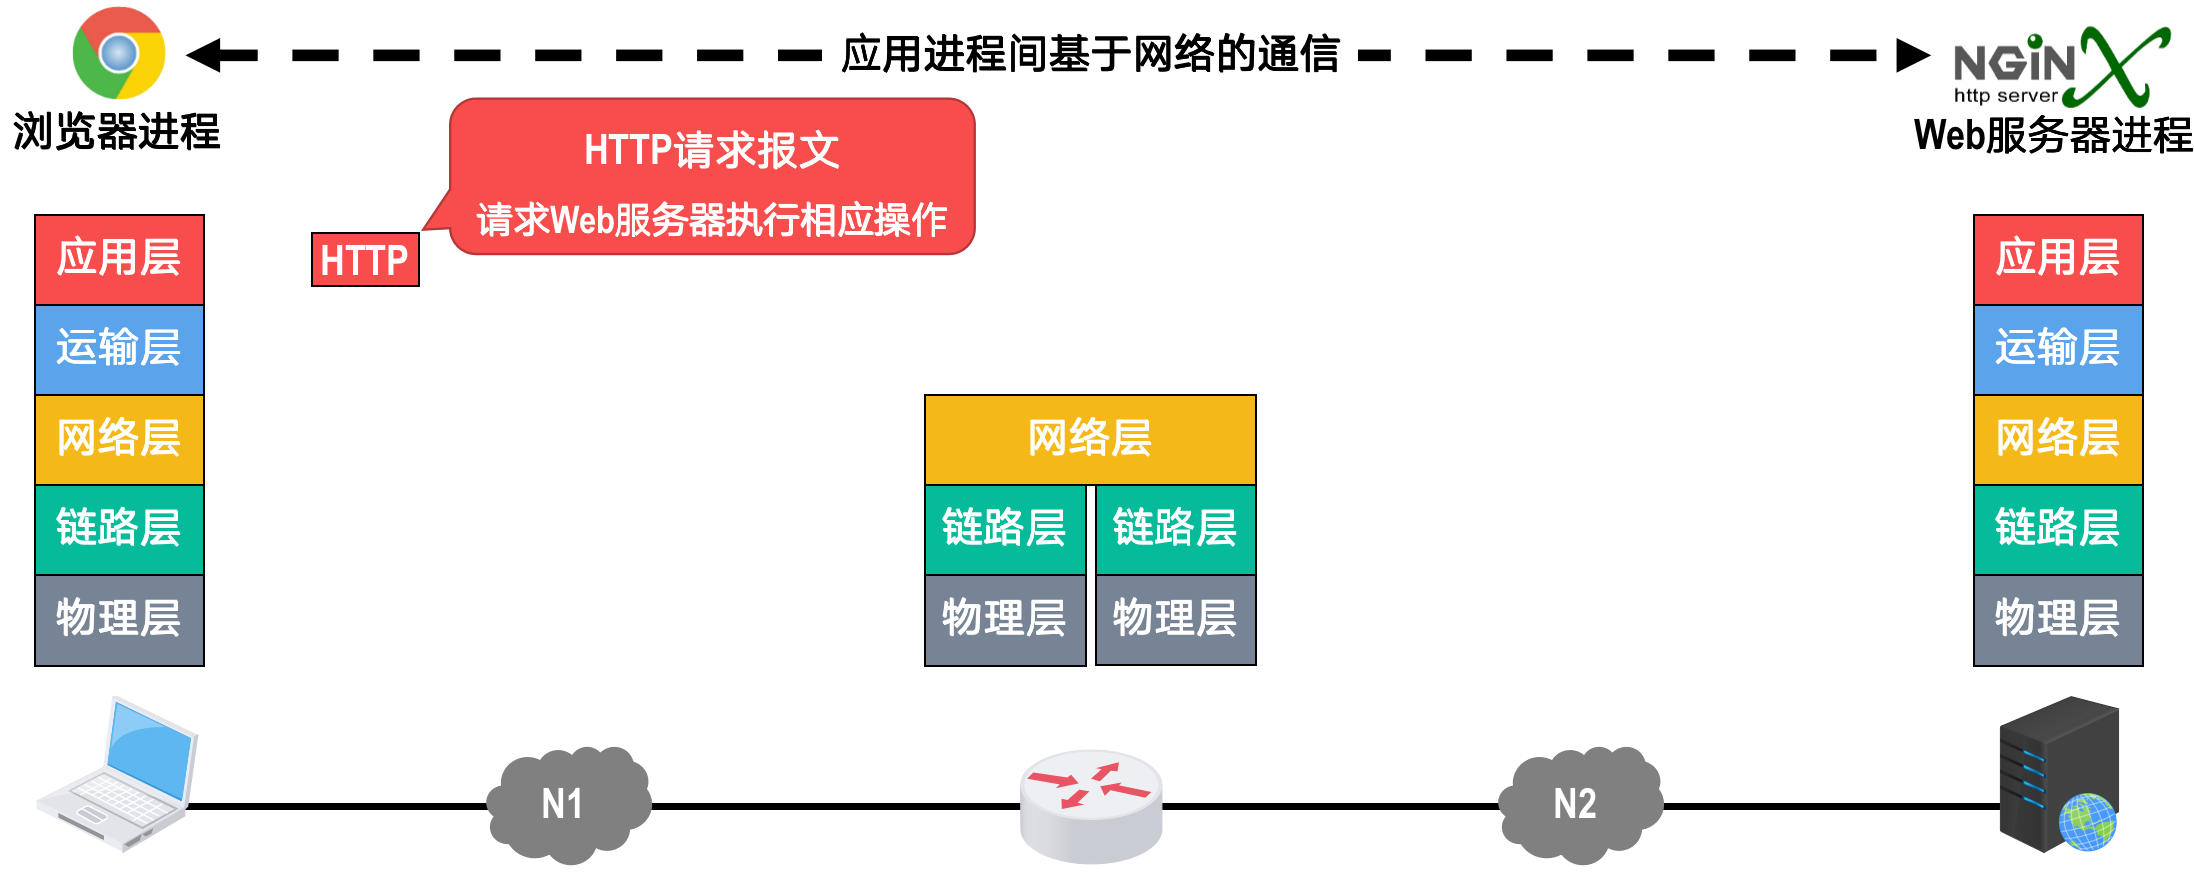 应用进程间基于网络的通信
NGiNX
http server
浏览器进程
Web服务器进程
HTTP请求报文
请求Web服务器执行相应操作
HTTP
应用层
运输层
网络层
链路层
物理层
网络层
链路层
链路层
物理层
物理层
应用层
运输层
网络层
链路层
物理层
N1
N2